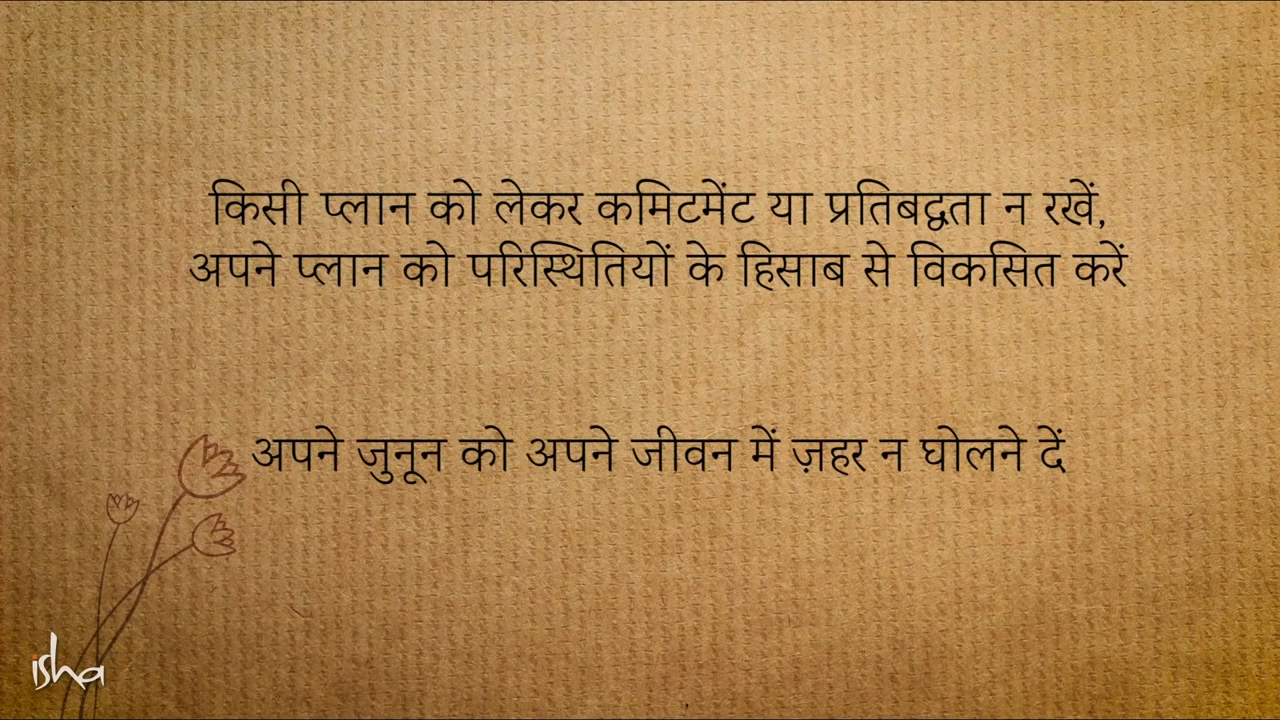 किसी प्लान को लेकर कमिटमेंट या प्रतिबद्धता न रखें,
अपने प्लान को परिस्थितियों के हिसाब से विकसित करें
अपने जुनून को अपने जीवन में ज़हर न घोलने दें
isha